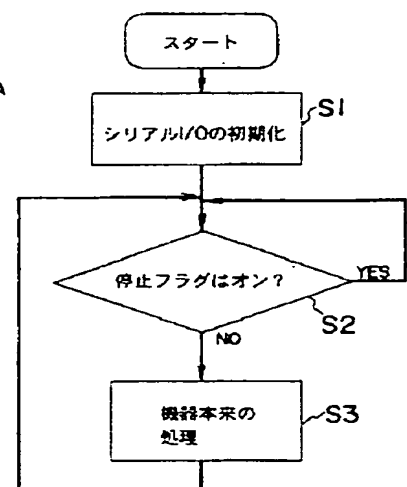 スタート
シリアルI/Oの初期化
S1
停止フラグはオン?
YES
S2
NO
機器本来の
処理
S3